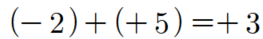 (− 2) + (+ 5) =+ 3